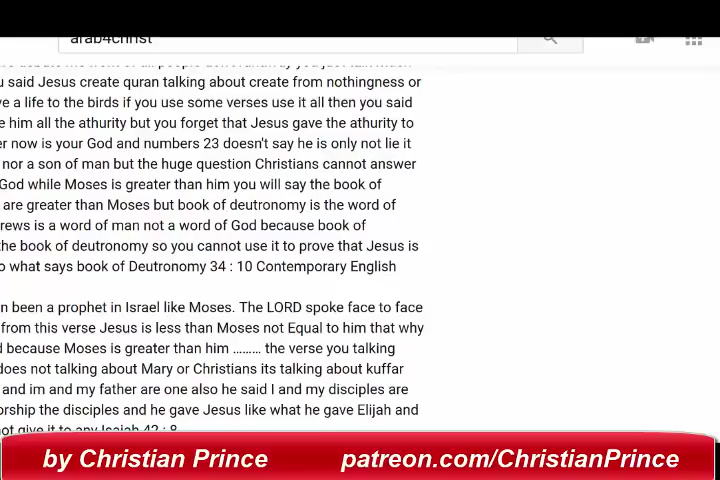 arab4christ
u said Jesus create quran talking about create from nothingness or
ve a life to the birds if you use some verses use it all then you said
e him all the athurity but you forget that Jesus gave the athurity to
er now is your God and numbers 23 doesn't say he is only not lie it
nor a son of man but the huge question Christians cannot answer
God while Moses is greater than him you will say the book of
are greater than Moses but book of deutronomy is the word of
rews is a word of man not a word of God because book of
the book of deutronomy so you cannot use it to prove that Jesus is
o what says book of Deutronomy 34 : 10 Contemporary English
n been a prophet in Israel like Moses. The LORD spoke face to face
from this verse Jesus is less than Moses not Equal to him that why
d because Moses is greater than him ......... the verse you talking
does not talking about Mary or Christians its talking about kuffar
and im and my father are one also he said I and my disciples are
orship the disciples and he gave Jesus like what he gave Elijah and
not give it to any Isaiah 42 : 8
by Christian Prince patreon.com/ChristianPrince